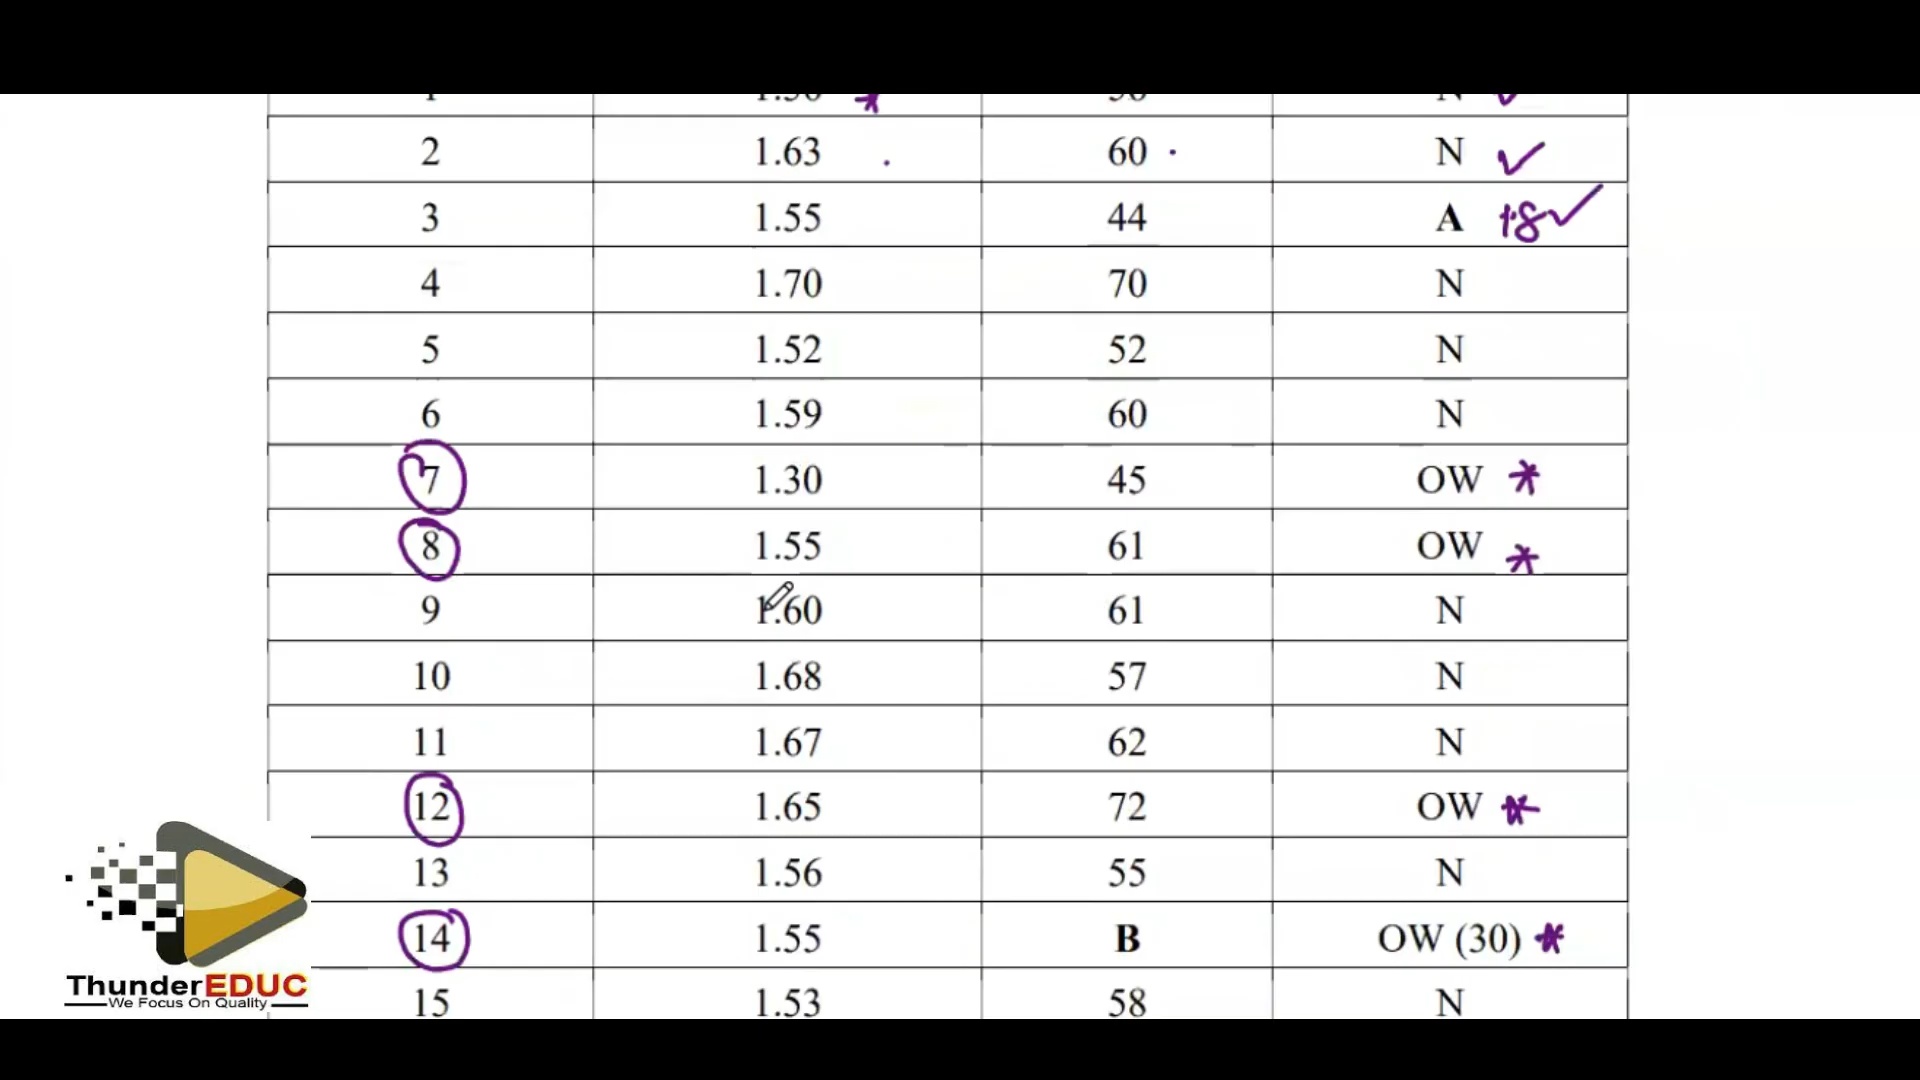 2 1.63 60 N
3 1.55 44 A 18
4 1.70 70 N
5 1.52 52 N
6 1.59 60 N
7 1.30 45 OW *
8 1.55 61 OW *
9 1.60 61 N
10 1.68 57 N
11 1.67 62 N
12 1.65 72 OW *
13 1.56 55 N
14 1.55 B OW (30) *
15 1.53 58 N
ThunderEDUC
We Focus On Quality